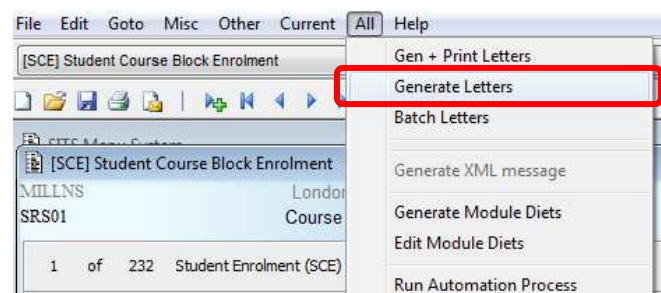 File Edit Goto Misc Other Current All Help
[SCE] Student Course Block Enrolment
Gen + Print Letters
Generate Letters
Batch Letters
Generate XML message
Generate Module Diets
Edit Module Diets
Run Automation Process
SITS Menu System
[SCE] Student Course Block Enrolment
MILLNS London
SRS01 Course
1 of 232 Student Enrolment (SCE)